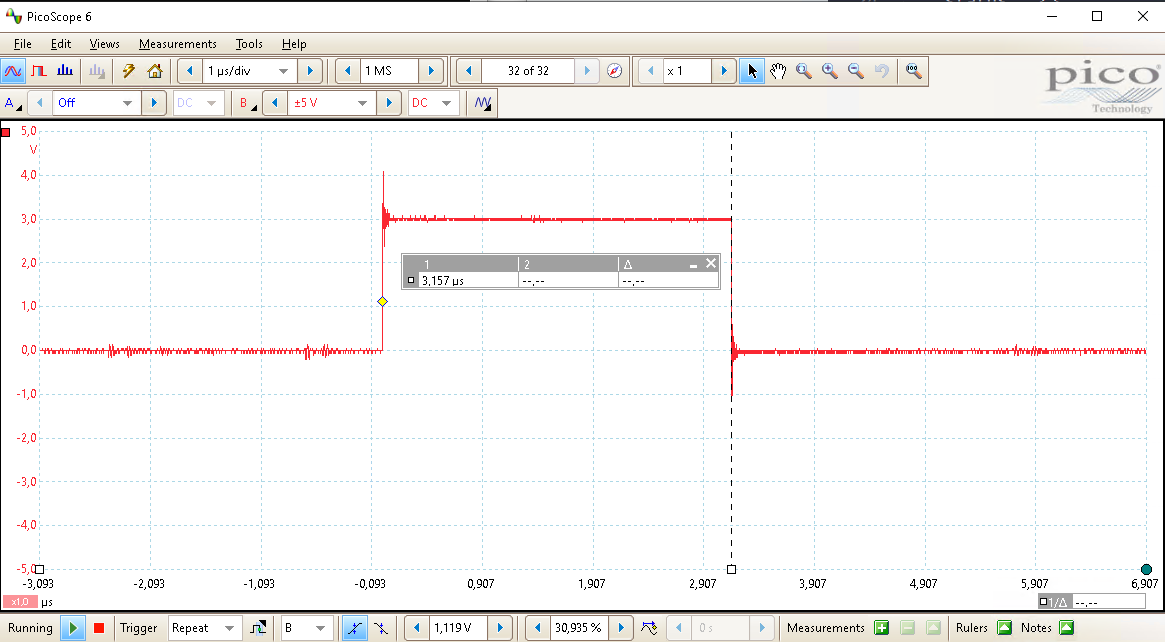 PicoScope 6
File Edit Views Measurements Tools Help
1 µs/div 1 MS 32 of 32 x 1
pico
Technology
A Off DC B ±5 V DC
5,0
V
4,0
3,0
2,0
1,0
0,0
-1,0
-2,0
-3,0
-4,0
-5,0
1 2 Δ
3,157 µs --,-- --,--
-3,093 -2,093 -1,093 -0,093 0,907 1,907 2,907 3,907 4,907 5,907 6,907
x1,0 µs 1/Δ --,--
Running Trigger Repeat B 1,119 V 30,935 % 0 s Measurements Rulers Notes